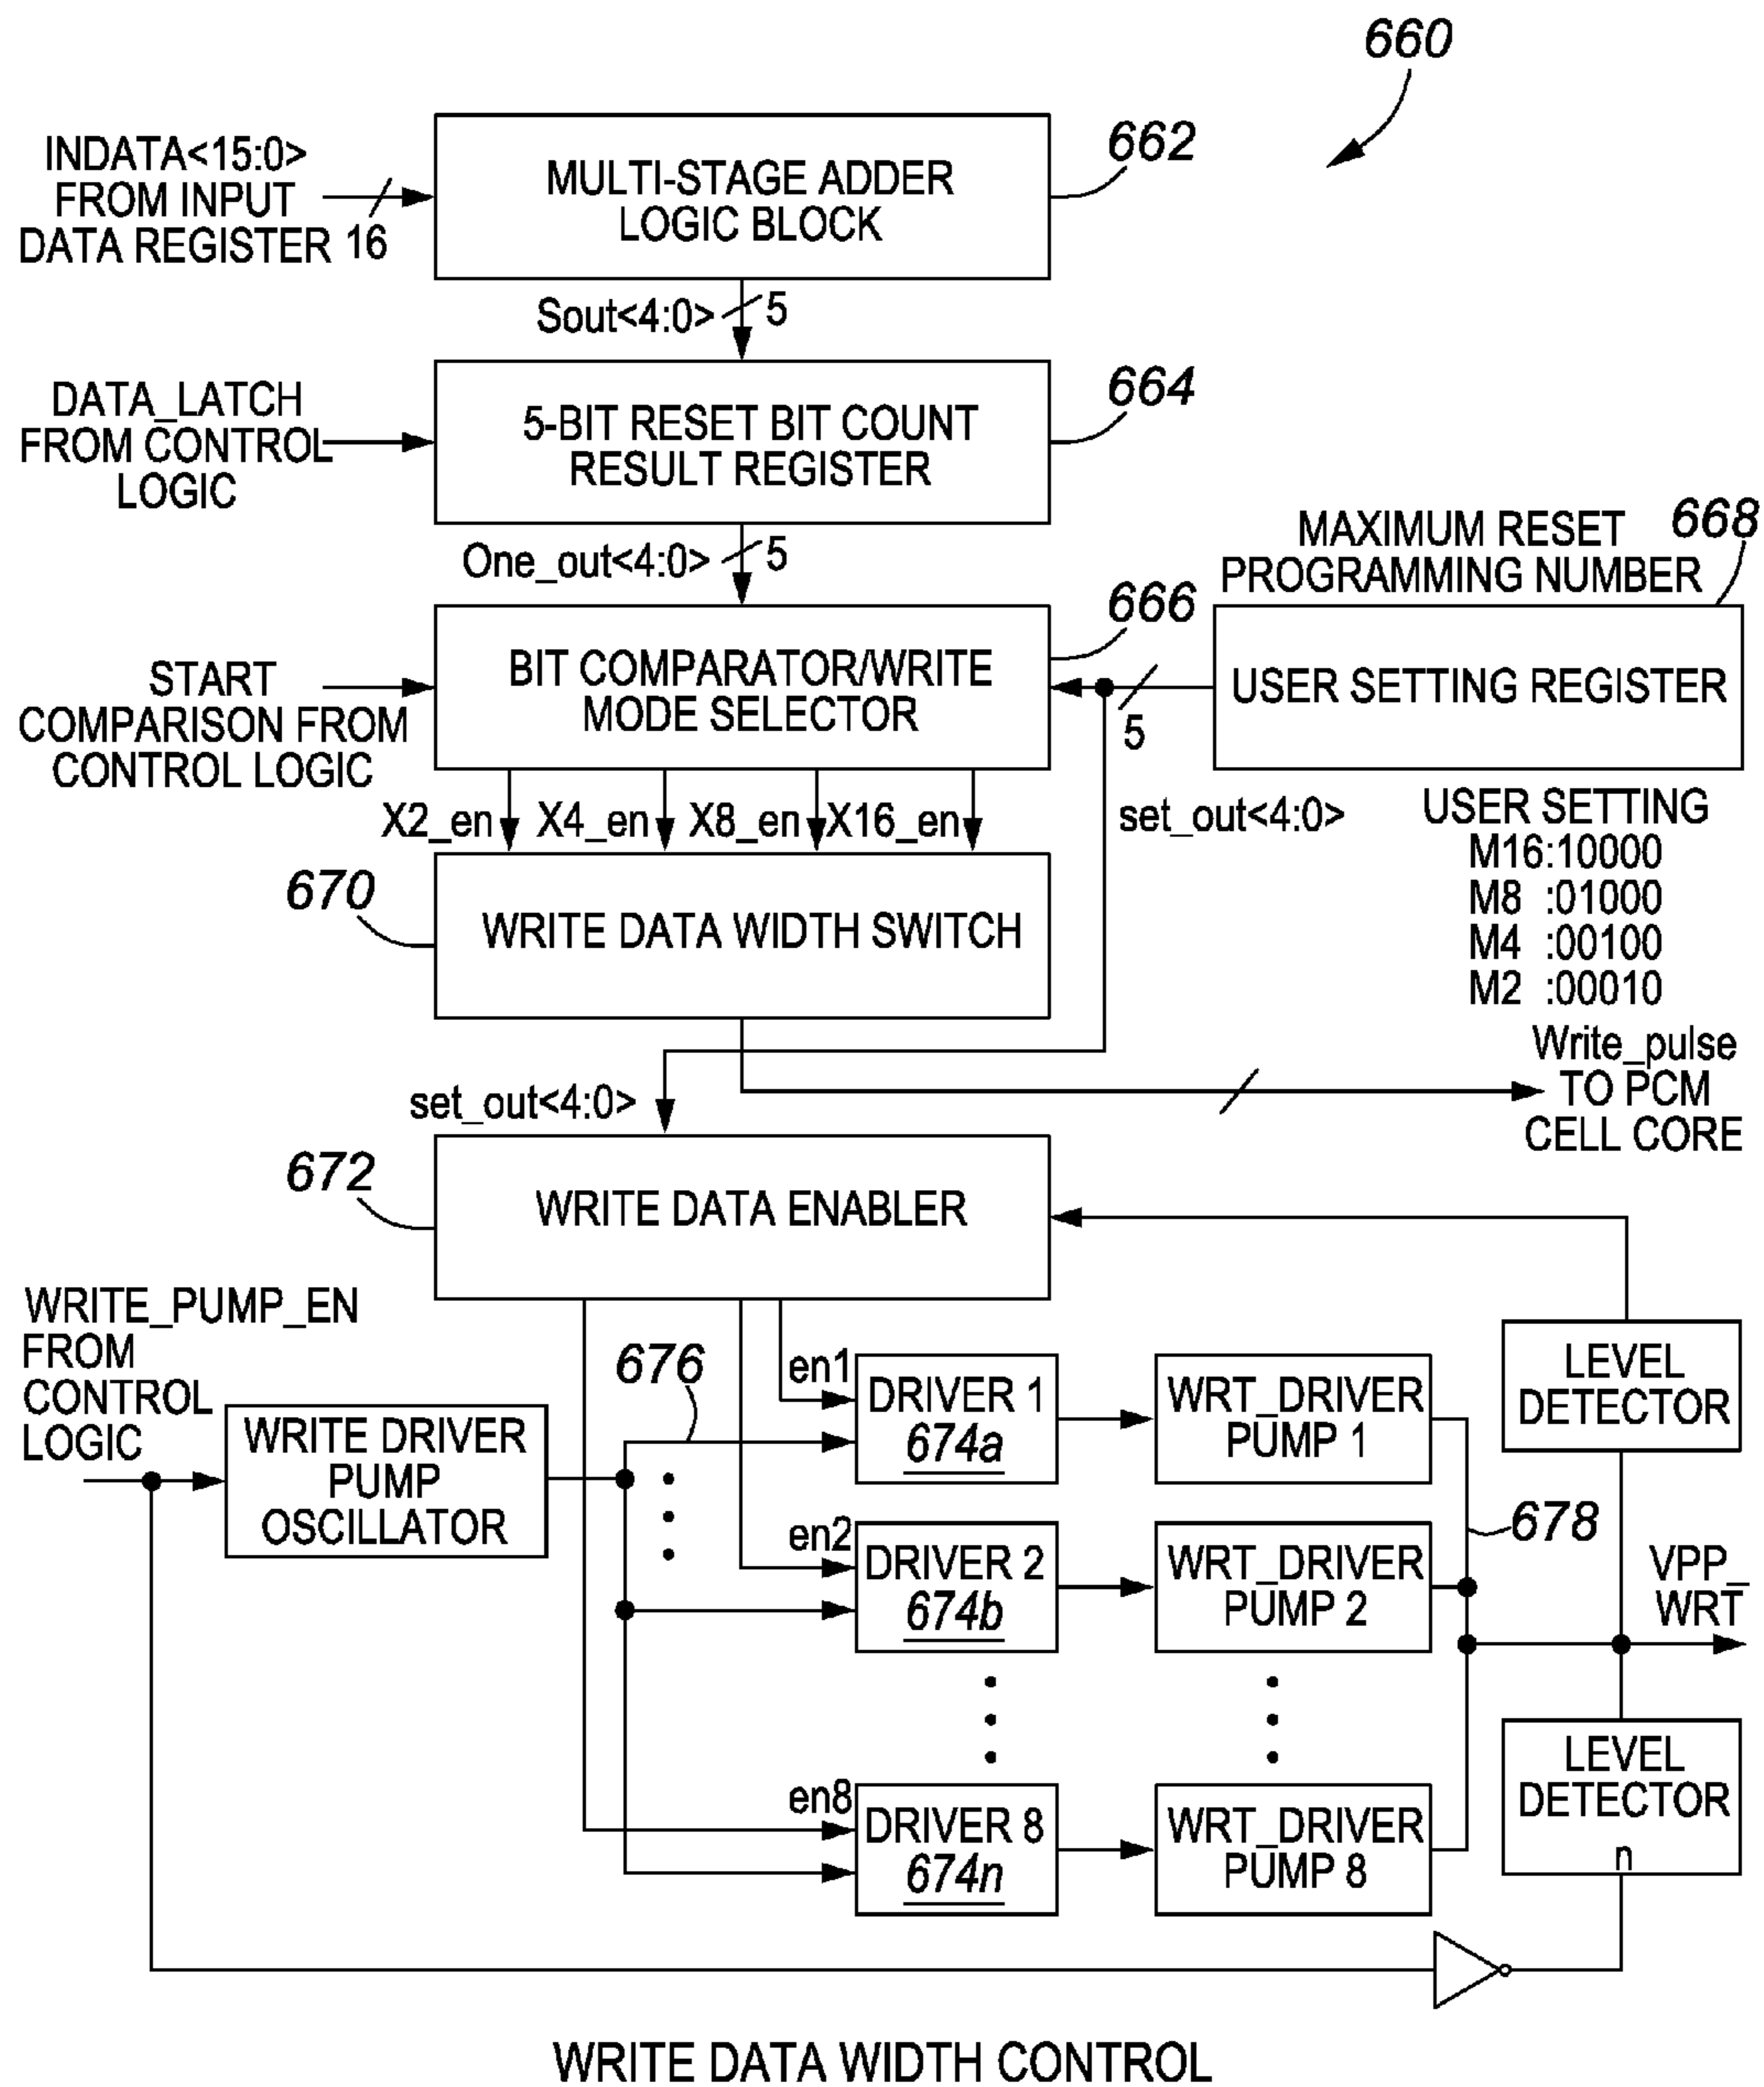 660
INDATA<15:0>
FROM INPUT
DATA REGISTER 16
MULTI-STAGE ADDER
LOGIC BLOCK
662
Sout<4:0> 5
DATA_LATCH
FROM CONTROL
LOGIC
5-BIT RESET BIT COUNT
RESULT REGISTER
664
One_out<4:0> 5
MAXIMUM RESET
PROGRAMMING NUMBER
668
START
COMPARISON FROM
CONTROL LOGIC
BIT COMPARATOR/WRITE
MODE SELECTOR
666
5
USER SETTING REGISTER
X2_en X4_en X8_en X16_en
set_out<4:0>
USER SETTING
M16:10000
M8 :01000
M4 :00100
M2 :00010
670
WRITE DATA WIDTH SWITCH
Write_pulse
TO PCM
CELL CORE
set_out<4:0>
672
WRITE DATA ENABLER
WRITE_PUMP_EN
FROM
CONTROL
LOGIC
WRITE DRIVER
PUMP
OSCILLATOR
676
en1
DRIVER 1
674a
WRT_DRIVER
PUMP 1
LEVEL
DETECTOR
en2
DRIVER 2
674b
WRT_DRIVER
PUMP 2
678
VPP_
WRT
en8
DRIVER 8
674n
WRT_DRIVER
PUMP 8
LEVEL
DETECTOR
n
WRITE DATA WIDTH CONTROL